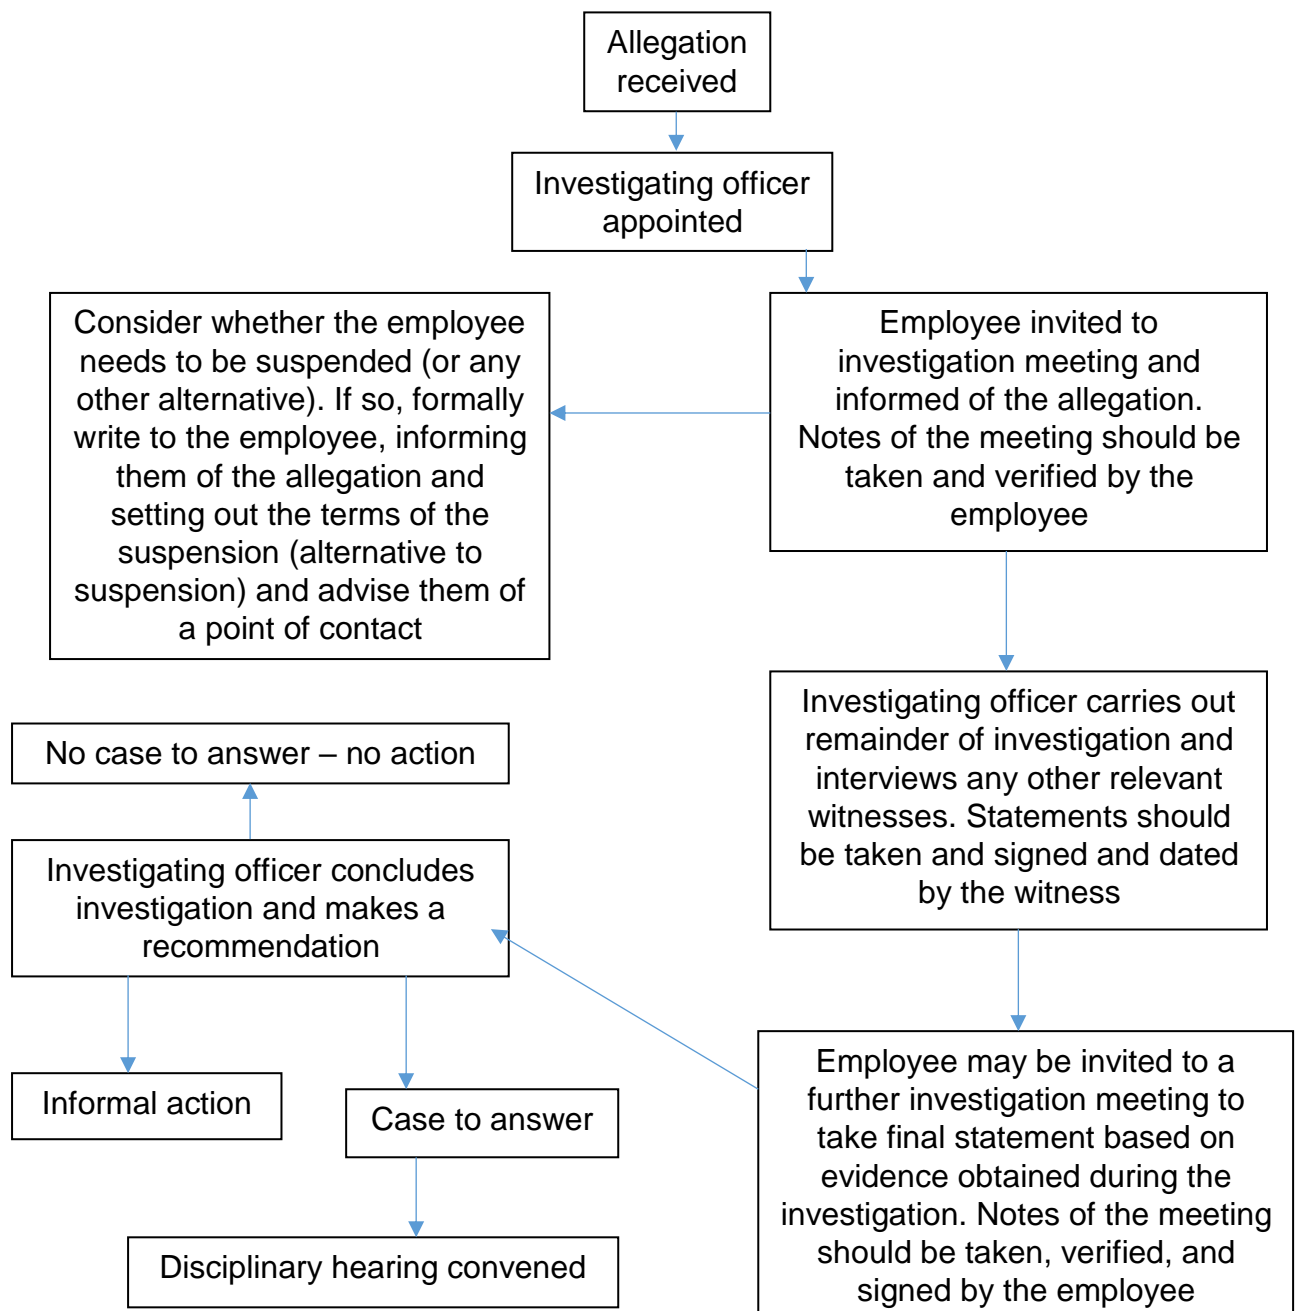 Allegation
received
Investigating officer
appointed
Consider whether the employee
needs to be suspended (or any
other alternative). If so, formally
write to the employee, informing
them of the allegation and
setting out the terms of the
suspension (alternative to
suspension) and advise them of
a point of contact
Employee invited to
investigation meeting and
informed of the allegation.
Notes of the meeting should be
taken and verified by the
employee
Investigating officer carries out
remainder of investigation and
interviews any other relevant
witnesses. Statements should
be taken and signed and dated
by the witness
No case to answer – no action
Investigating officer concludes
investigation and makes a
recommendation
Informal action
Case to answer
Disciplinary hearing convened
Employee may be invited to a
further investigation meeting to
take final statement based on
evidence obtained during the
investigation. Notes of the meeting
should be taken, verified, and
signed by the employee